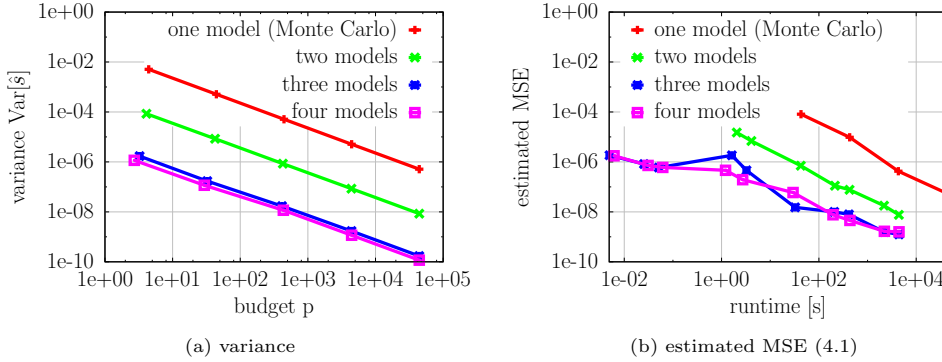 1e+00
1e-02
1e-04
1e-06
1e-08
1e-10
variance Var[ŝ]
one model (Monte Carlo)
two models
three models
four models
1e+00 1e+01 1e+02 1e+03 1e+04 1e+05
budget p
(a) variance
1e+00
1e-02
1e-04
1e-06
1e-08
1e-10
estimated MSE
one model (Monte Carlo)
two models
three models
four models
1e-02 1e+00 1e+02 1e+04
runtime [s]
(b) estimated MSE (4.1)